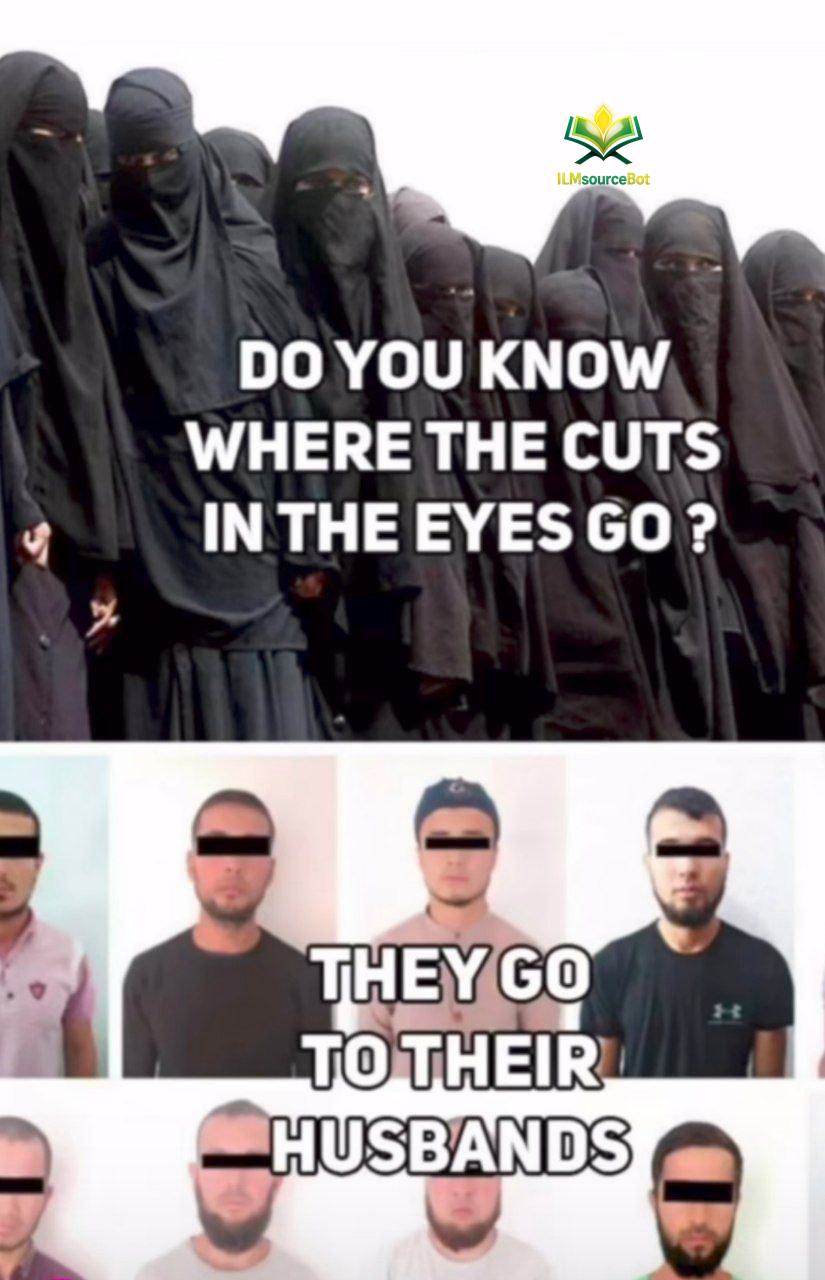 ILMsourceBot
DO YOU KNOW
WHERE THE CUTS
IN THE EYES GO ?
THEY GO
TO THEIR
HUSBANDS